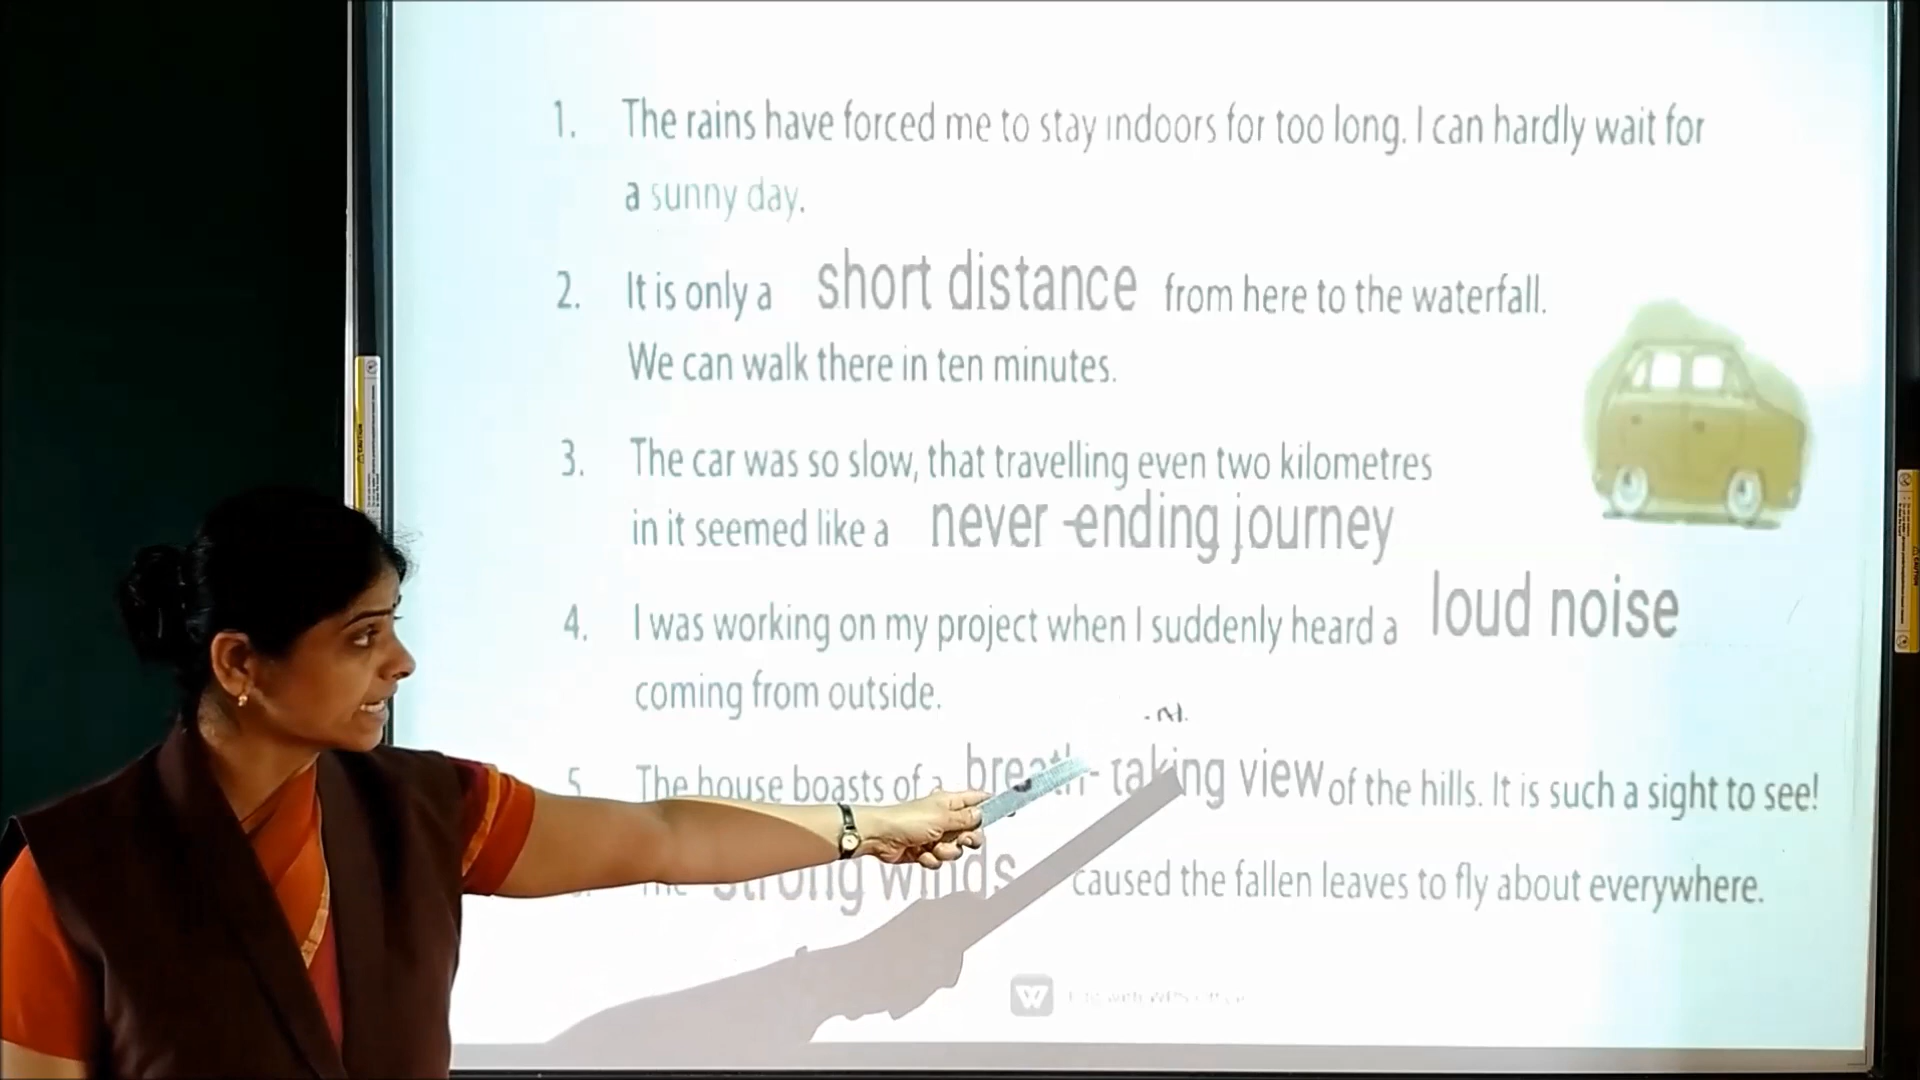 1. The rains have forced me to stay indoors for too long. I can hardly wait for
a sunny day.
2. It is only a short distance from here to the waterfall.
We can walk there in ten minutes.
3. The car was so slow, that travelling even two kilometres
in it seemed like a never-ending journey
4. I was working on my project when I suddenly heard a loud noise
coming from outside.
5 The house boasts of a breath-taking view of the hills. It is such a sight to see!
The strong winds caused the fallen leaves to fly about everywhere.
W
CAUTION
CAUTION